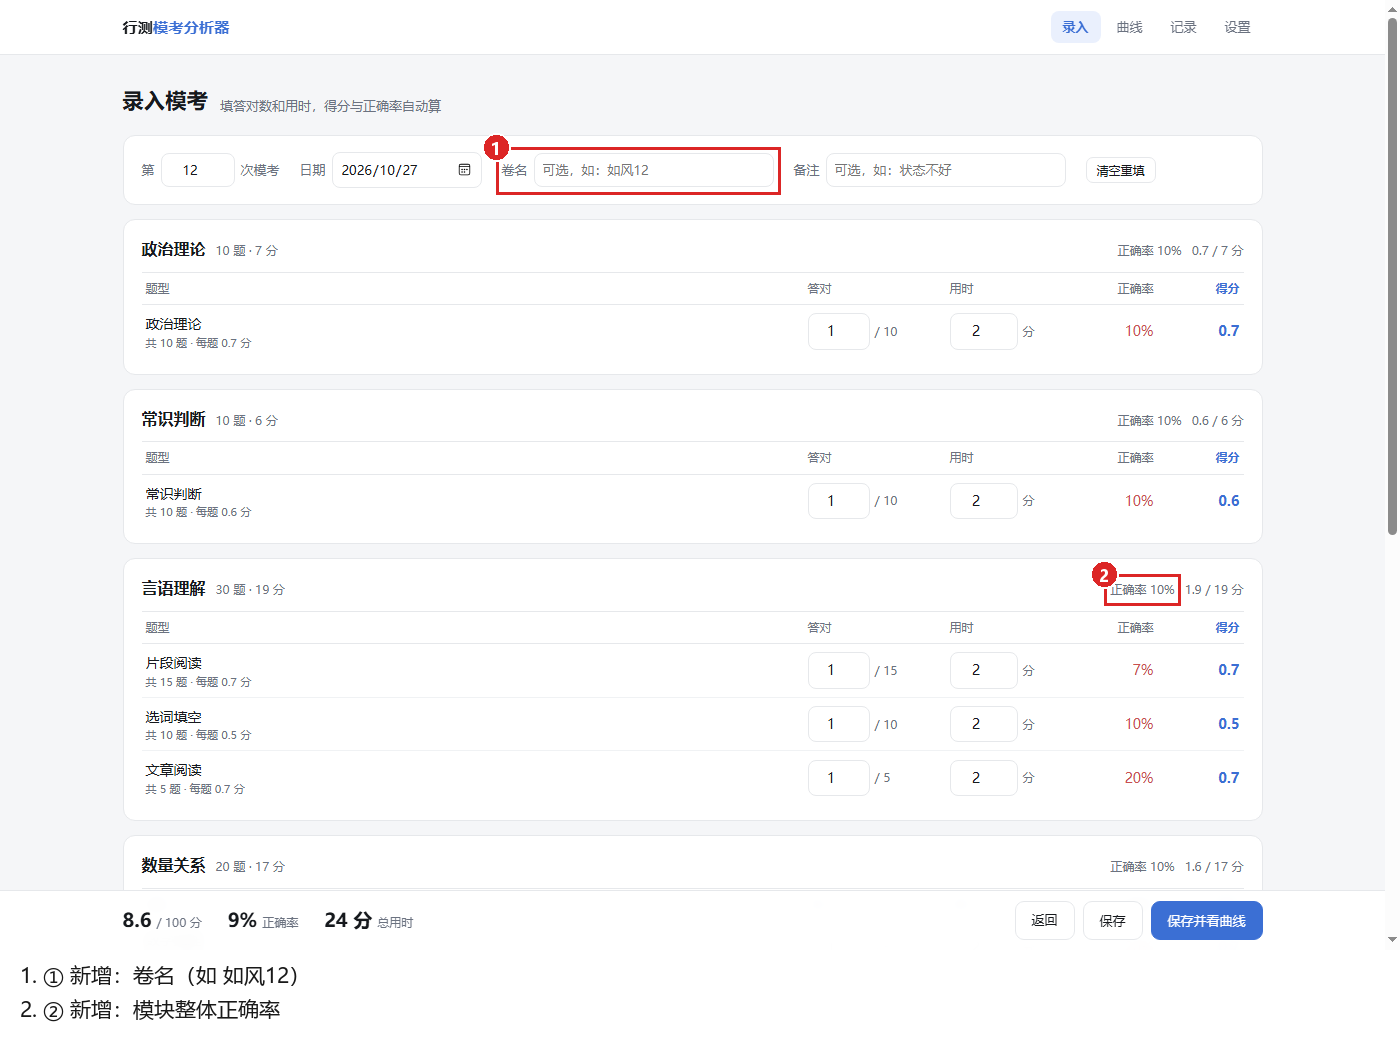 行测模考分析器 录入 曲线 记录 设置
录入模考 填答对数和用时，得分与正确率自动算
1
第 12 次模考 日期 2026/10/27 卷名 可选，如：如风12 备注 可选，如：状态不好 清空重填
政治理论 10 题 · 7 分 正确率 10% 0.7 / 7 分
题型 答对 用时 正确率 得分
政治理论 1 / 10 2 分 10% 0.7
共 10 题 · 每题 0.7 分
常识判断 10 题 · 6 分 正确率 10% 0.6 / 6 分
题型 答对 用时 正确率 得分
常识判断 1 / 10 2 分 10% 0.6
共 10 题 · 每题 0.6 分
2
言语理解 30 题 · 19 分 正确率 10% 1.9 / 19 分
题型 答对 用时 正确率 得分
片段阅读 1 / 15 2 分 7% 0.7
共 15 题 · 每题 0.7 分
选词填空 1 / 10 2 分 10% 0.5
共 10 题 · 每题 0.5 分
文章阅读 1 / 5 2 分 20% 0.7
共 5 题 · 每题 0.7 分
数量关系 20 题 · 17 分 正确率 10% 1.6 / 17 分
8.6 / 100 分 9% 正确率 24 分 总用时 返回 保存 保存并看曲线
1. ① 新增：卷名（如 如风12）
2. ② 新增：模块整体正确率